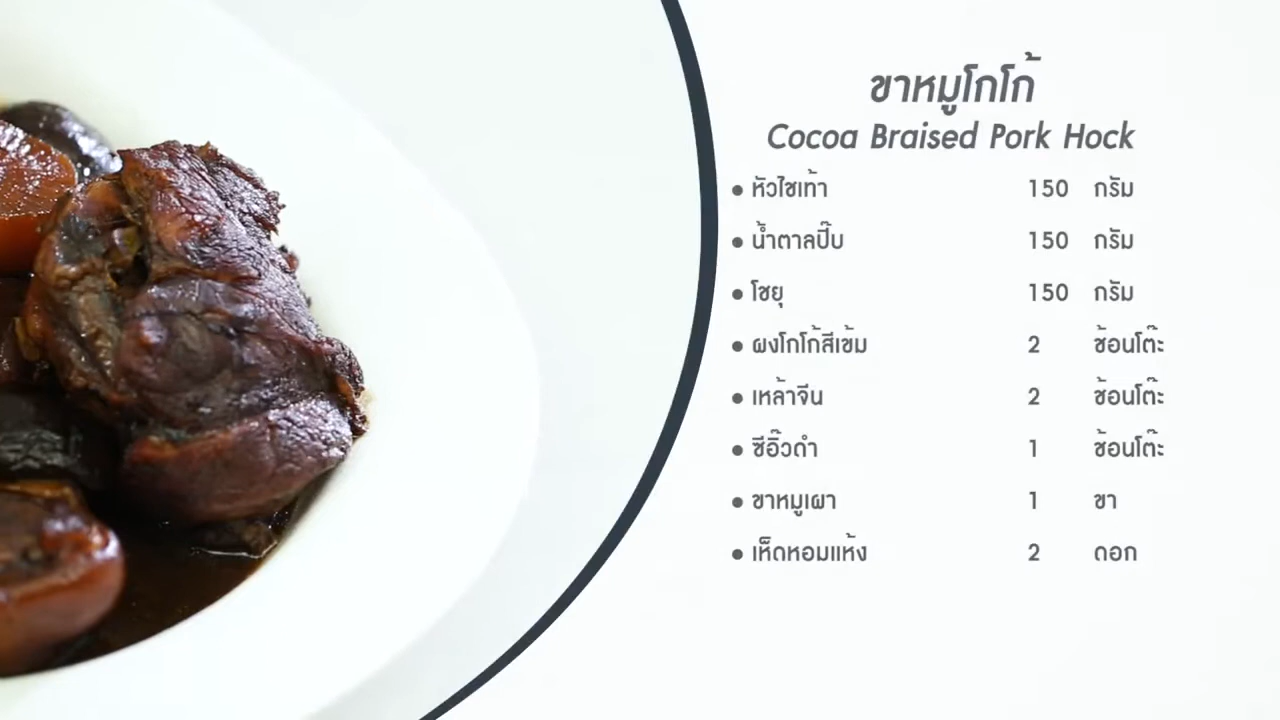 ขาหมูโกโก้
Cocoa Braised Pork Hock
• หัวไชเท้า 150 กรัม
• น้ำตาลปี๊บ 150 กรัม
• โชยุ 150 กรัม
• ผงโกโก้สีเข้ม 2 ช้อนโต๊ะ
• เหล้าจีน 2 ช้อนโต๊ะ
• ซีอิ๊วดำ 1 ช้อนโต๊ะ
• ขาหมูเผา 1 ขา
• เห็ดหอมแห้ง 2 ดอก